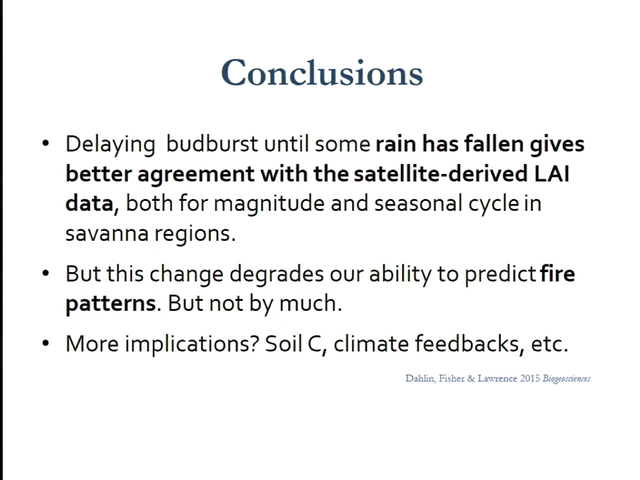 Conclusions
• Delaying budburst until some rain has fallen gives
better agreement with the satellite-derived LAI
data, both for magnitude and seasonal cycle in
savanna regions.
• But this change degrades our ability to predict fire
patterns. But not by much.
• More implications? Soil C, climate feedbacks, etc.
Dahlin, Fisher & Lawrence 2015 Biogeosciences